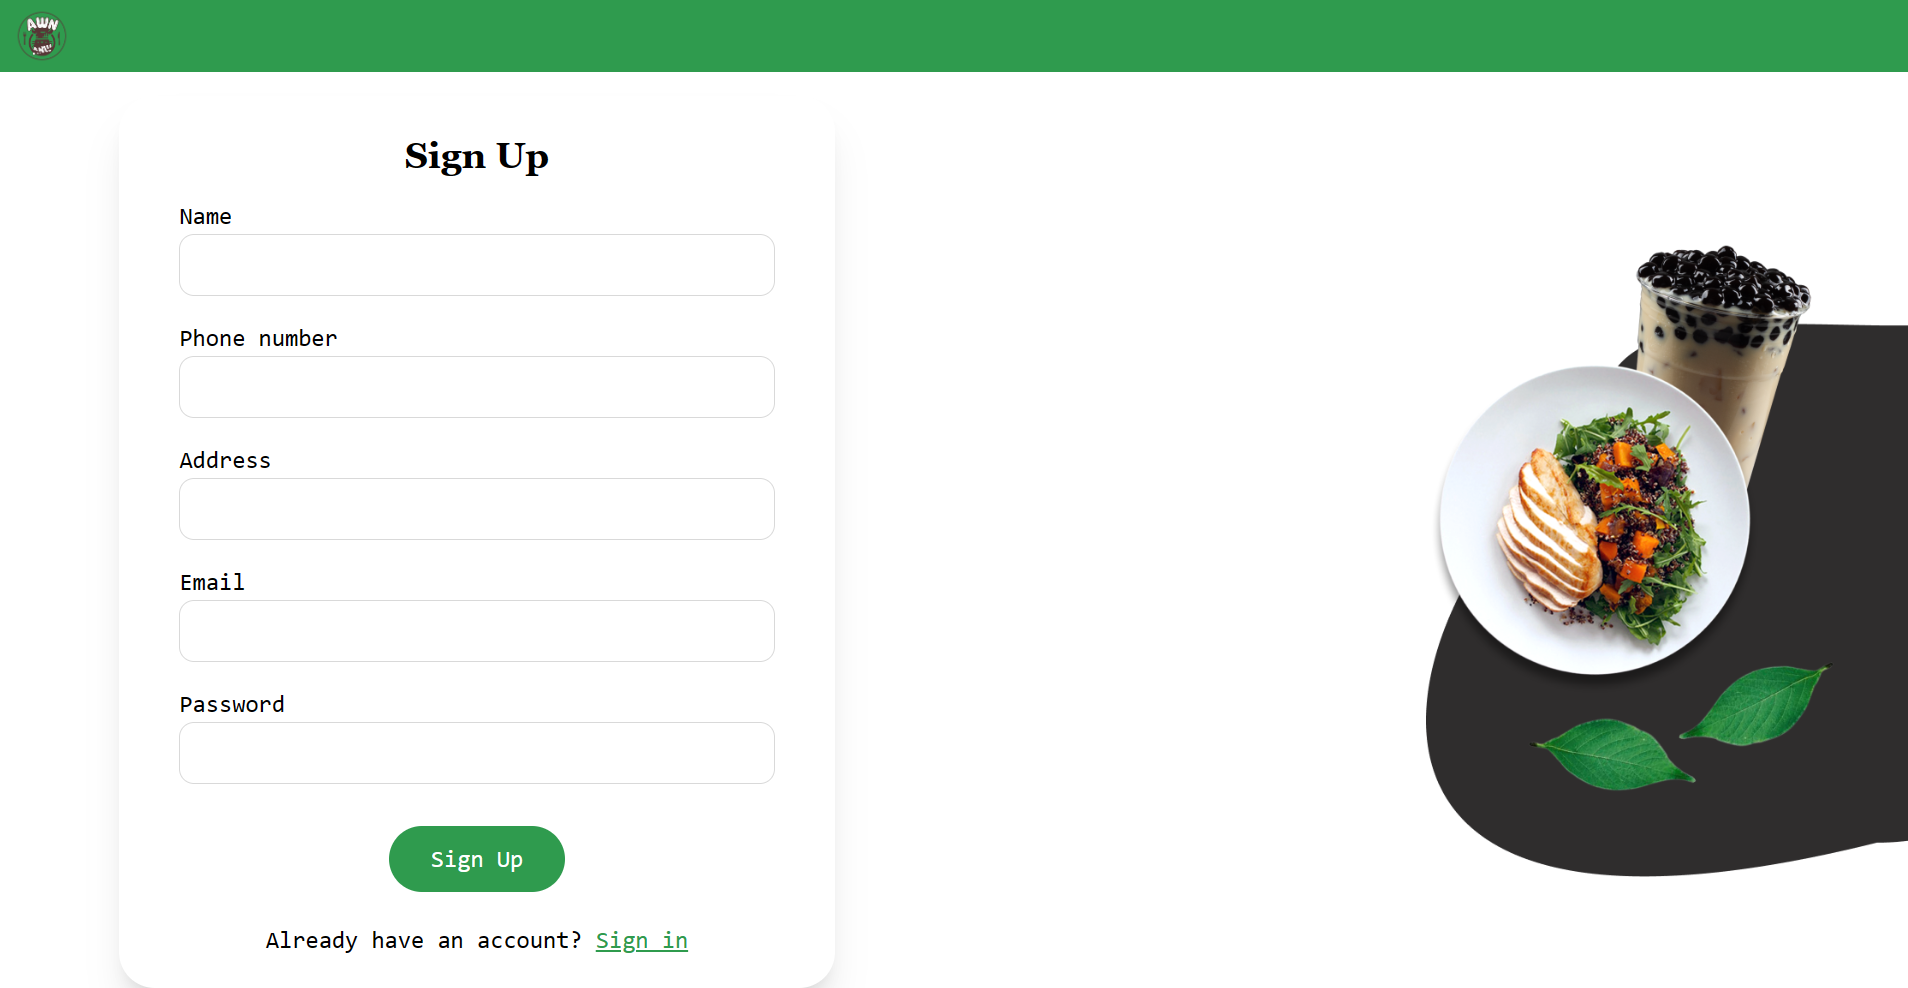 AWN
Sign Up
Name
Phone number
Address
Email
Password
Sign Up
Already have an account? Sign in